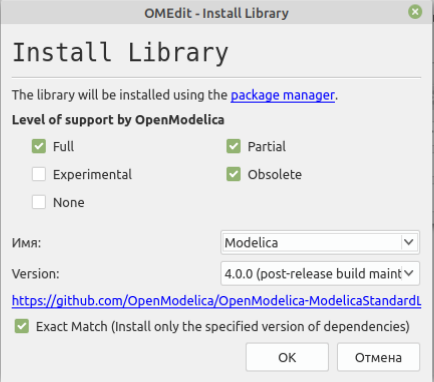 OMEdit - Install Library
Install Library
The library will be installed using the package manager.
Level of support by OpenModelica
Full Partial
Experimental Obsolete
None
Имя: Modelica
Version: 4.0.0 (post-release build maint
https://github.com/OpenModelica/OpenModelica-ModelicaStandardL
Exact Match (Install only the specified version of dependencies)
OK Отмена